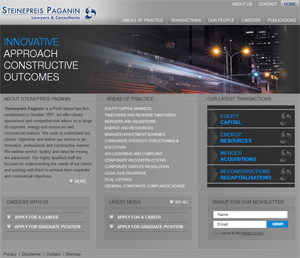 STEINEPREIS PAGANIN
Lawyers & Consultants
ABOUT US CONTACT HOME
AREAS OF PRACTICE TRANSACTIONS OUR PEOPLE CAREERS PUBLICATIONS
INNOVATIVE
APPROACH
CONSTRUCTIVE
OUTCOMES
ABOUT STEINEPREIS PAGANIN
Steinepreis Paganin is a Perth based law firm
established in October 1997, we offer clients
specialised and comprehensive advice on a range
of corporate, energy and resources and
commercial matters. We seek to understand our
clients' objectives and deliver our service in an
innovative, professional and constructive manner.
We believe service, quality and value for money
are paramount. Our highly qualified staff are
focused on understanding the needs of our clients
and working with them to achieve their corporate
and commercial objectives.
MORE
AREAS OF PRACTICE
EQUITY CAPITAL MARKETS
TAKEOVERS AND REVERSE TAKEOVERS
MERGERS AND ACQUISITIONS
ENERGY AND RESOURCES
MANAGED INVESTMENT SCHEMES
CORPORATE STRATEGY STRUCTURING &
EXECUTION
AFSL/LICENSING AND COMPLIANT
CORPORATE RECONSTRUCTIONS
CORPORATE DISPUTE RESOLUTION
LEGAL DUE DILIGENCE
DUAL LISTINGS
GENERAL CORPORATE COMPLIANCE ADVICE
OUR LATEST TRANSACTIONS
EQUITY
CAPITAL
ENERGY
RESOURCES
MERGES
ACQUISITIONS
RECONSTRUCTIONS
RECAPITALISATIONS
CAREERS WITH US
APPLY FOR A CAREER
APPLY FOR GRADUATE POSITION
LATEST NEWS
SEE ALL
APPLY FOR A CAREER
APPLY FOR GRADUATE POSITION
SIGNUP FOR OUR NEWSLETTER
Name
Email
SUBMIT
I agree to the privacy policy
Privacy | Disclaimer | Contact | Sitemap